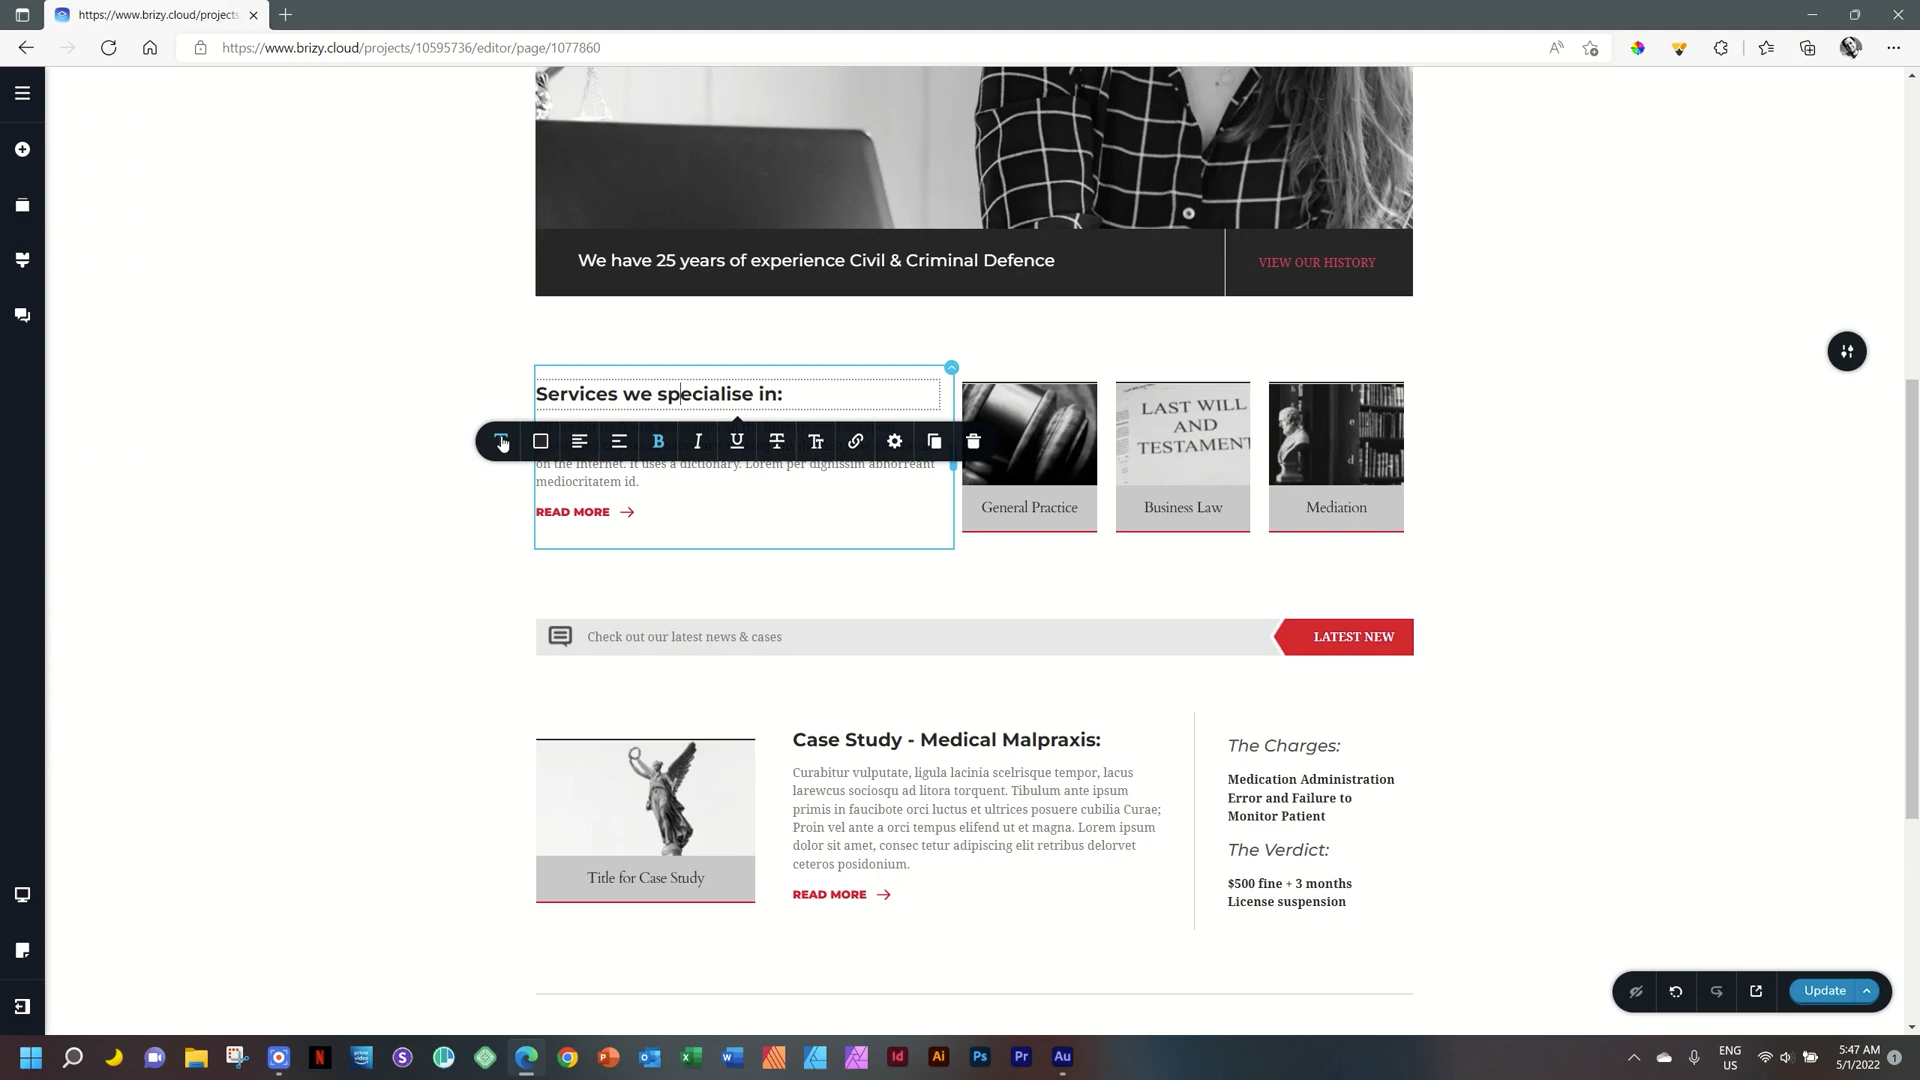 https://www.brizy.cloud/projects
https://www.brizy.cloud/projects/10595736/editor/page/1077860
We have 25 years of experience Civil & Criminal Defence
VIEW OUR HISTORY
Services we specialise in:
on the Internet. It uses a dictionary. Lorem per dignissim abhorreant
mediocritatem id.
READ MORE
LAST WILL
AND
TESTAMENT
General Practice
Business Law
Mediation
Check out our latest news & cases
LATEST NEW
Title for Case Study
Case Study - Medical Malpraxis:
Curabitur vulputate, ligula lacinia scelrisque tempor, lacus
larewcus sociosqu ad litora torquent. Tibulum ante ipsum
primis in faucibote orci luctus et ultrices posuere cubilia Curae;
Proin vel ante a orci tempus elifend ut et magna. Lorem ipsum
dolor sit amet, consec tetur adipiscing elit retribus delorvet
ceteros posidonium.
READ MORE
The Charges:
Medication Administration
Error and Failure to
Monitor Patient
The Verdict:
$500 fine + 3 months
License suspension
Update
ENG
US
5:47 AM
5/1/2022